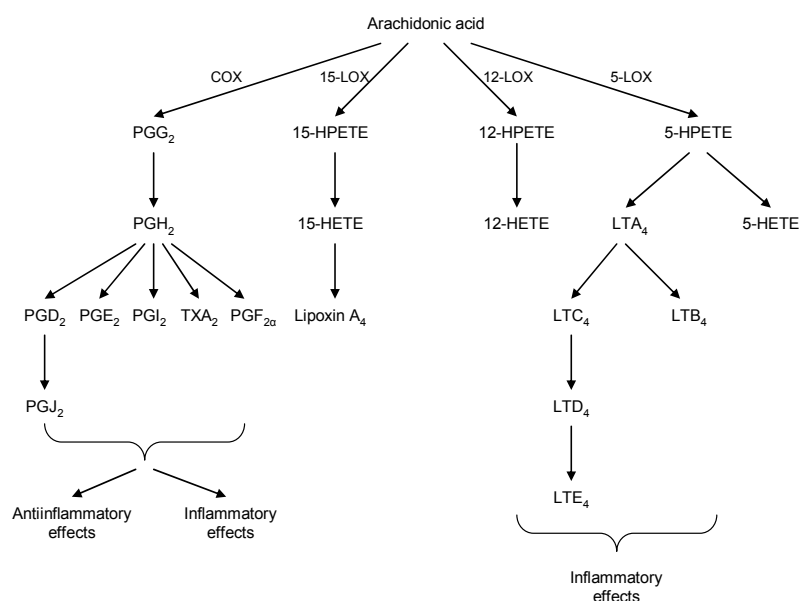 Arachidonic acid
COX 15-LOX 12-LOX 5-LOX
PGG₂ 15-HPETE 12-HPETE 5-HPETE
PGH₂ 15-HETE 12-HETE LTA₄ 5-HETE
PGD₂ PGE₂ PGI₂ TXA₂ PGF₂α Lipoxin A₄ LTC₄ LTB₄
PGJ₂ LTD₄
LTE₄
Antiinflammatory
effects
Inflammatory
effects
Inflammatory
effects